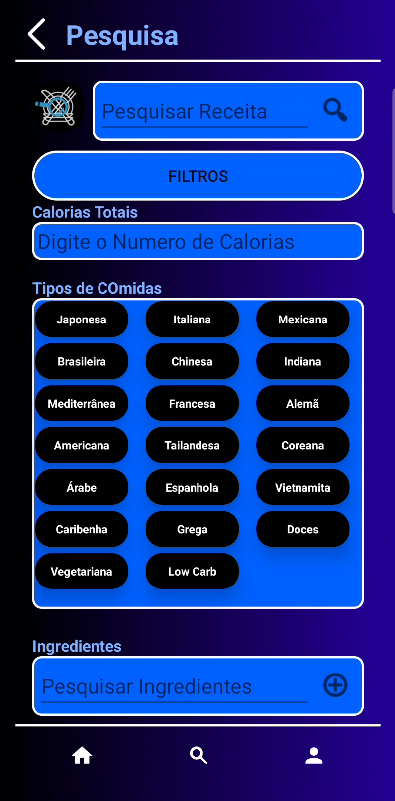 Pesquisa
Pesquisar Receita
FILTROS
Calorias Totais
Digite o Numero de Calorias
Tipos de COmidas
Japonesa Italiana Mexicana
Brasileira Chinesa Indiana
Mediterrânea Francesa Alemã
Americana Tailandesa Coreana
Árabe Espanhola Vietnamita
Caribenha Grega Doces
Vegetariana Low Carb
Ingredientes
Pesquisar Ingredientes